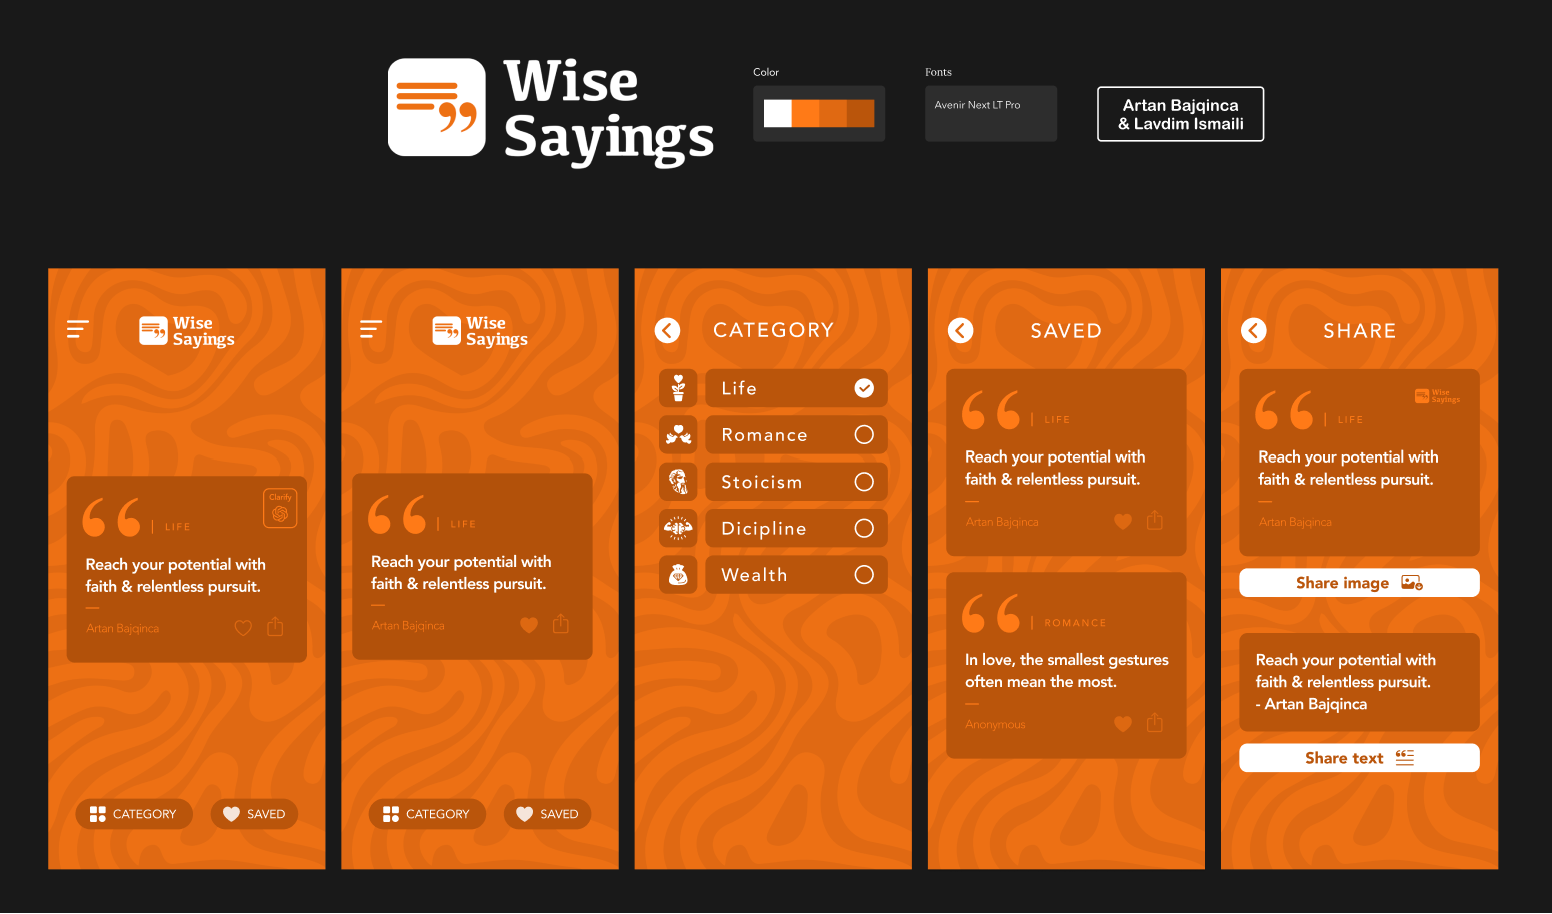 Wise
Sayings
Color
Fonts
Avenir Next LT Pro
Artan Bajqinca
& Lavdim Ismaili
Wise
Sayings
Clarify
LIFE
Reach your potential with
faith & relentless pursuit.
Artan Bajqinca
CATEGORY
SAVED
Wise
Sayings
LIFE
Reach your potential with
faith & relentless pursuit.
Artan Bajqinca
CATEGORY
SAVED
CATEGORY
Life
Romance
Stoicism
Dicipline
Wealth
SAVED
LIFE
Reach your potential with
faith & relentless pursuit.
Artan Bajqinca
ROMANCE
In love, the smallest gestures
often mean the most.
Anonymous
SHARE
Wise
Sayings
LIFE
Reach your potential with
faith & relentless pursuit.
Artan Bajqinca
Share image
Reach your potential with
faith & relentless pursuit.
- Artan Bajqinca
Share text